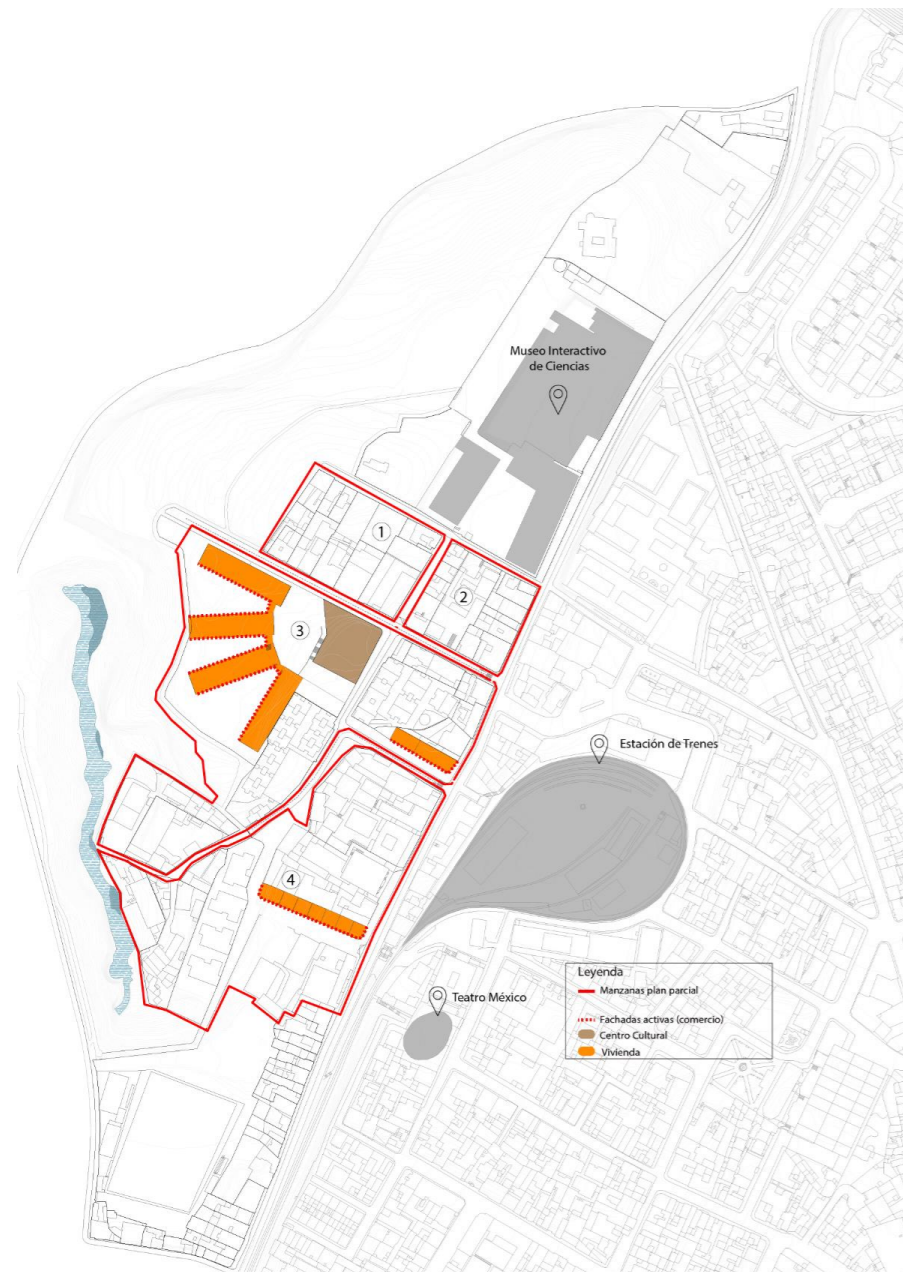 Museo Interactivo
de Ciencias
1
2
3
Estación de Trenes
4
Leyenda
Manzanas plan parcial
Fachadas activas (comercio)
Centro Cultural
Vivienda
Teatro México